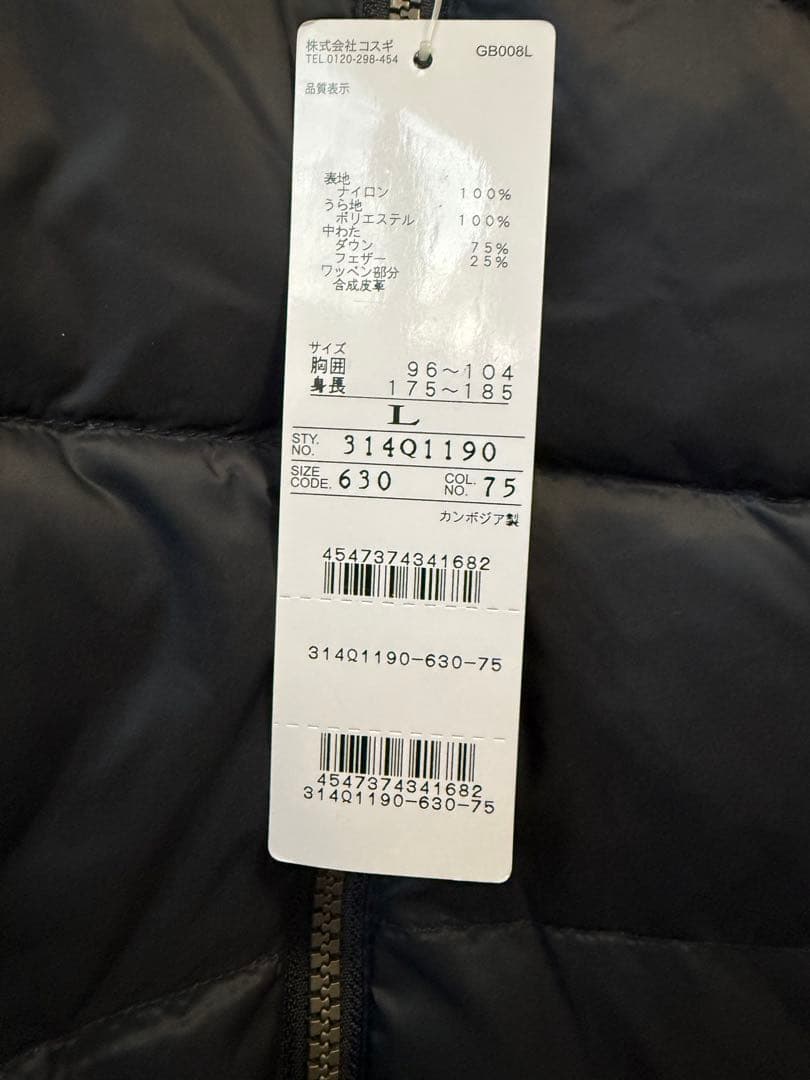 株式会社コスギ GB008L
TEL.0120-298-454
品質表示
表地
ナイロン 100%
うら地
ポリエステル 100%
中わた
ダウン 75%
フェザー 25%
ワッペン部分
合成皮革
サイズ
胸囲 96～104
身長 175～185
L
STY. NO. 314Q1190
SIZE CODE. 630 COL. NO. 75
カンボジア製
4547374341682
314Q1190-630-75
4547374341682
314Q1190-630-75